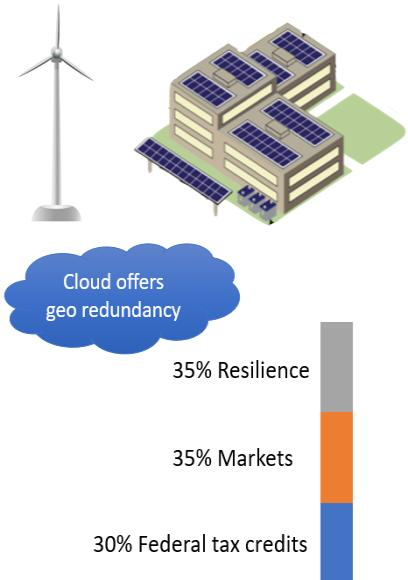 Cloud offers
geo redundancy
35% Resilience
35% Markets
30% Federal tax credits